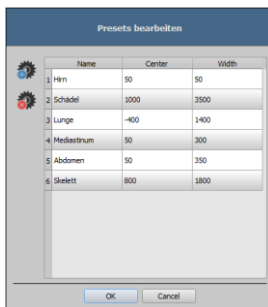 Presets bearbeiten
Name Center Width
1 Hirn 50 50
2 Schädel 1000 3500
3 Lunge -400 1400
4 Mediastinum 50 300
5 Abdomen 50 350
6 Skelett 800 1800
OK Cancel